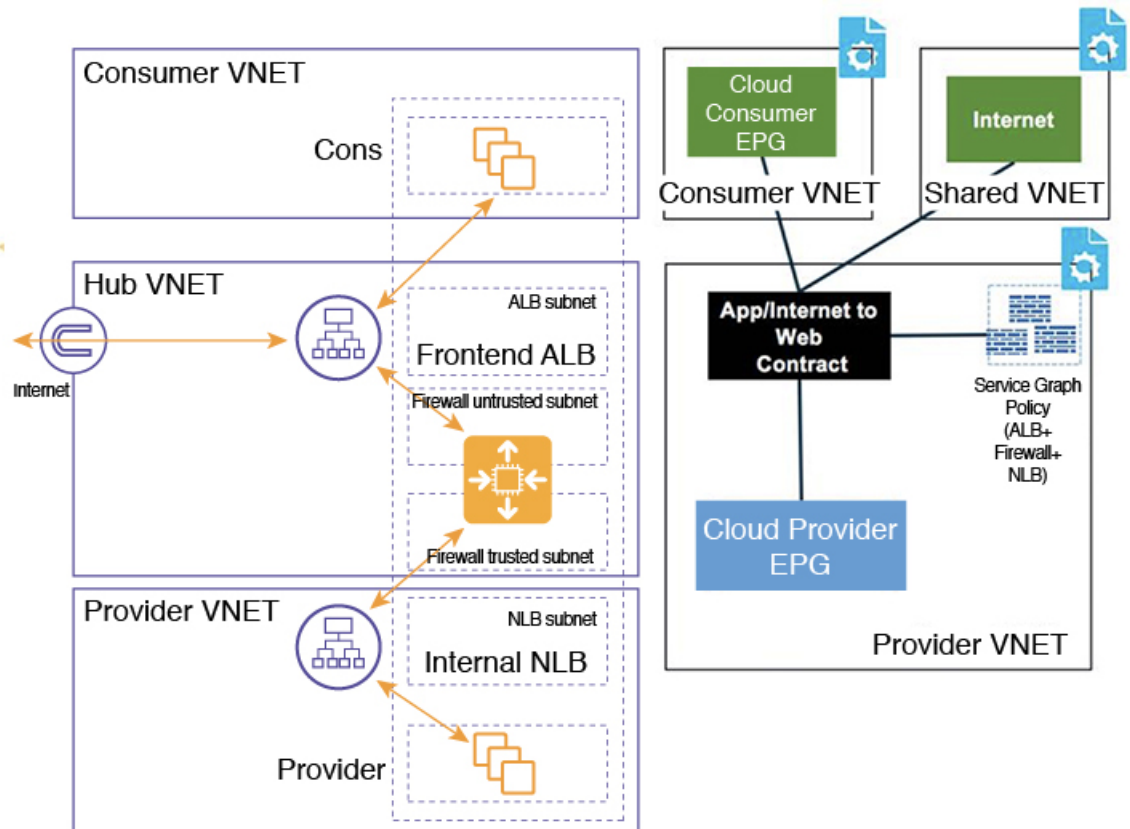 Consumer VNET
Cons
Hub VNET
ALB subnet
Frontend ALB
Internet
Firewall untrusted subnet
Firewall trusted subnet
Provider VNET
NLB subnet
Internal NLB
Provider
Cloud
Consumer
EPG
Consumer VNET
Internet
Shared VNET
App/Internet to
Web
Contract
Service Graph
Policy
(ALB+
Firewall+
NLB)
Cloud Provider
EPG
Provider VNET